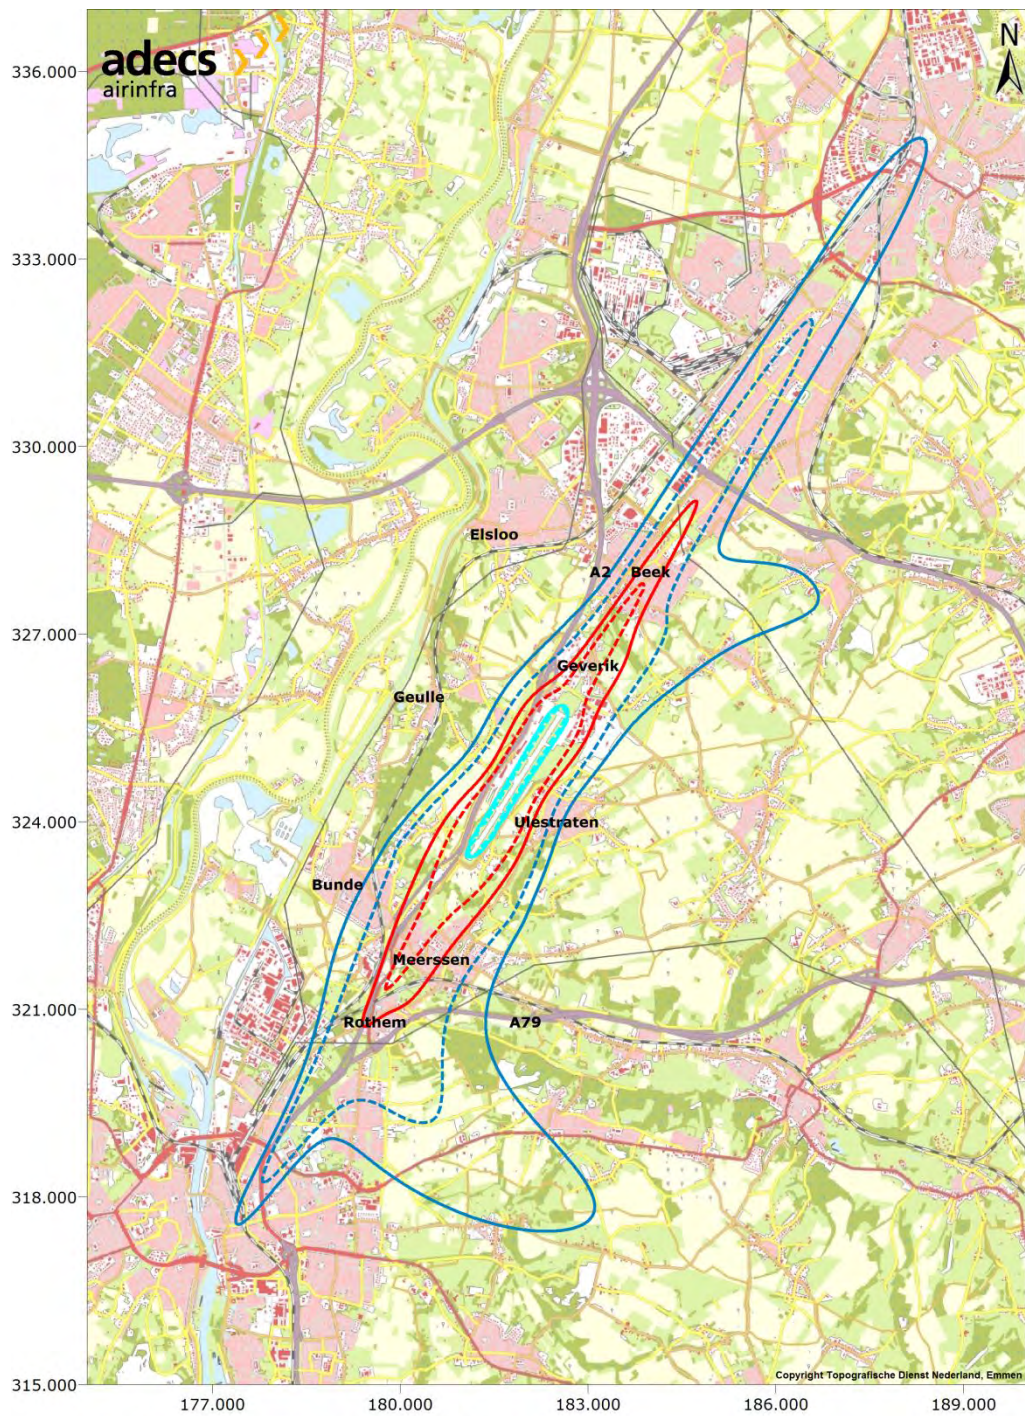 adecs
airinfra
N
336.000
333.000
330.000
Elsloo
A2 Beek
327.000
Geverik
Geulle
324.000
Ulestraten
Bunde
Meerssen
321.000
Rothem A79
318.000
Copyright Topografische Dienst Nederland, Emmen
315.000
177.000 180.000 183.000 186.000 189.000